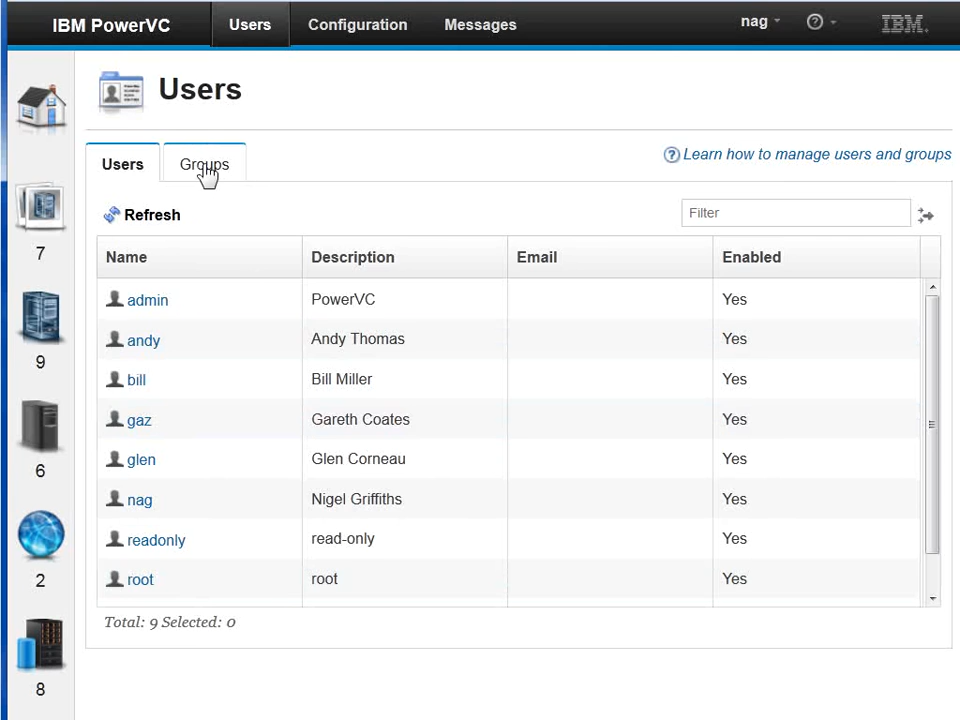 IBM PowerVC Users Configuration Messages nag ? IBM
Users
Users Groups ? Learn how to manage users and groups
Refresh Filter
Name Description Email Enabled
admin PowerVC Yes
andy Andy Thomas Yes
bill Bill Miller Yes
gaz Gareth Coates Yes
glen Glen Corneau Yes
nag Nigel Griffiths Yes
readonly read-only Yes
root root Yes
Total: 9 Selected: 0
7
9
6
2
8